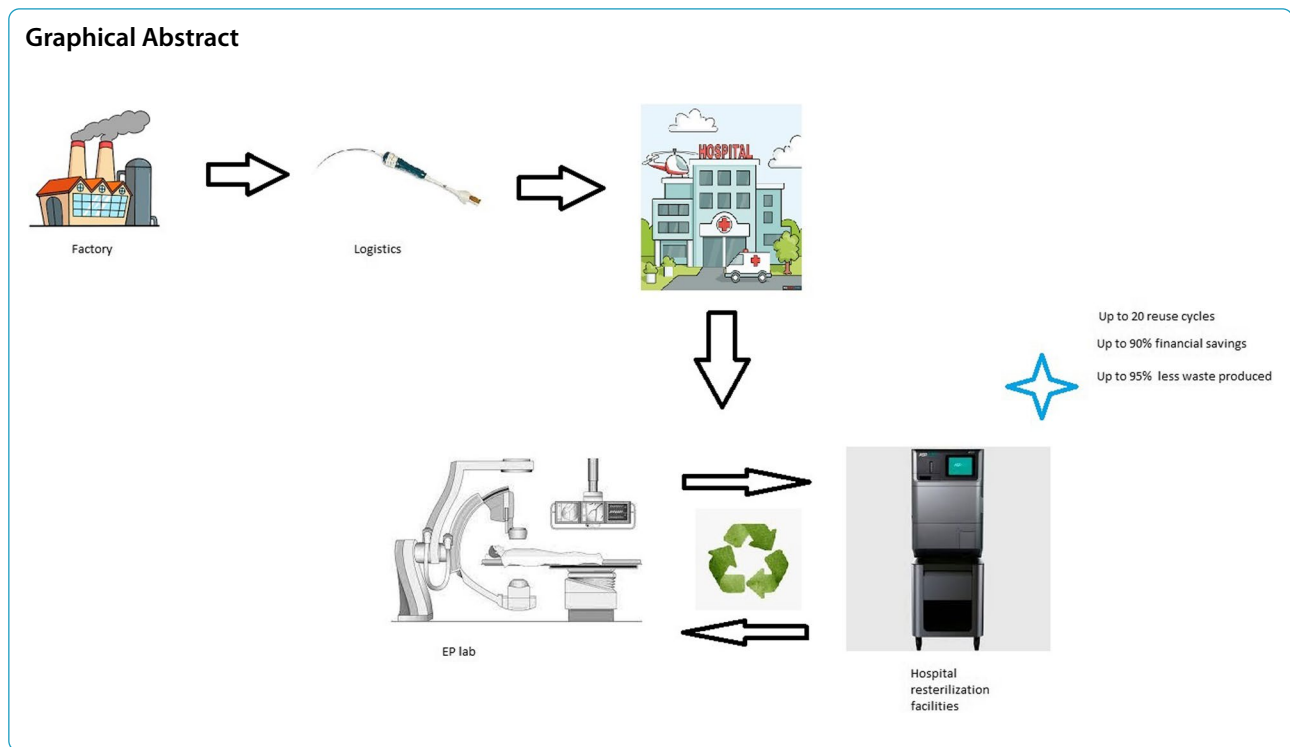 Graphical Abstract
HOSPITAL
Factory
Logistics
Up to 20 reuse cycles
Up to 90% financial savings
Up to 95% less waste produced
EP lab
Hospital
resterilization
facilities